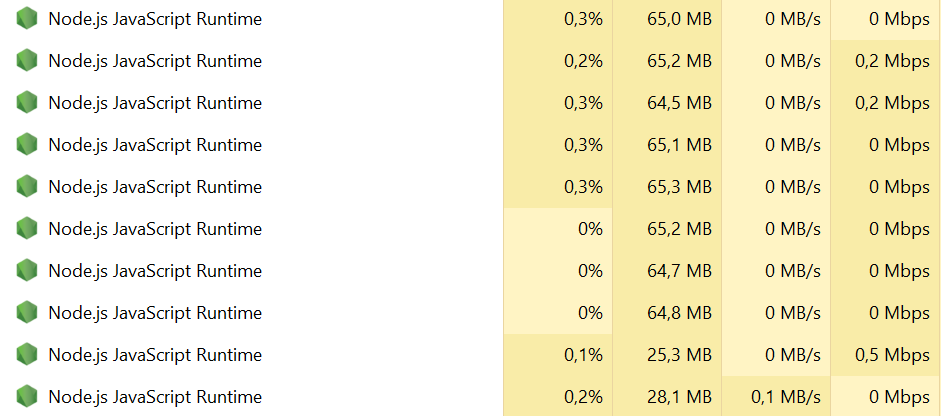 Node.js JavaScript Runtime 0,3% 65,0 MB 0 MB/s 0 Mbps
Node.js JavaScript Runtime 0,2% 65,2 MB 0 MB/s 0,2 Mbps
Node.js JavaScript Runtime 0,3% 64,5 MB 0 MB/s 0,2 Mbps
Node.js JavaScript Runtime 0,3% 65,1 MB 0 MB/s 0 Mbps
Node.js JavaScript Runtime 0,3% 65,3 MB 0 MB/s 0 Mbps
Node.js JavaScript Runtime 0% 65,2 MB 0 MB/s 0 Mbps
Node.js JavaScript Runtime 0% 64,7 MB 0 MB/s 0 Mbps
Node.js JavaScript Runtime 0% 64,8 MB 0 MB/s 0 Mbps
Node.js JavaScript Runtime 0,1% 25,3 MB 0 MB/s 0,5 Mbps
Node.js JavaScript Runtime 0,2% 28,1 MB 0,1 MB/s 0 Mbps